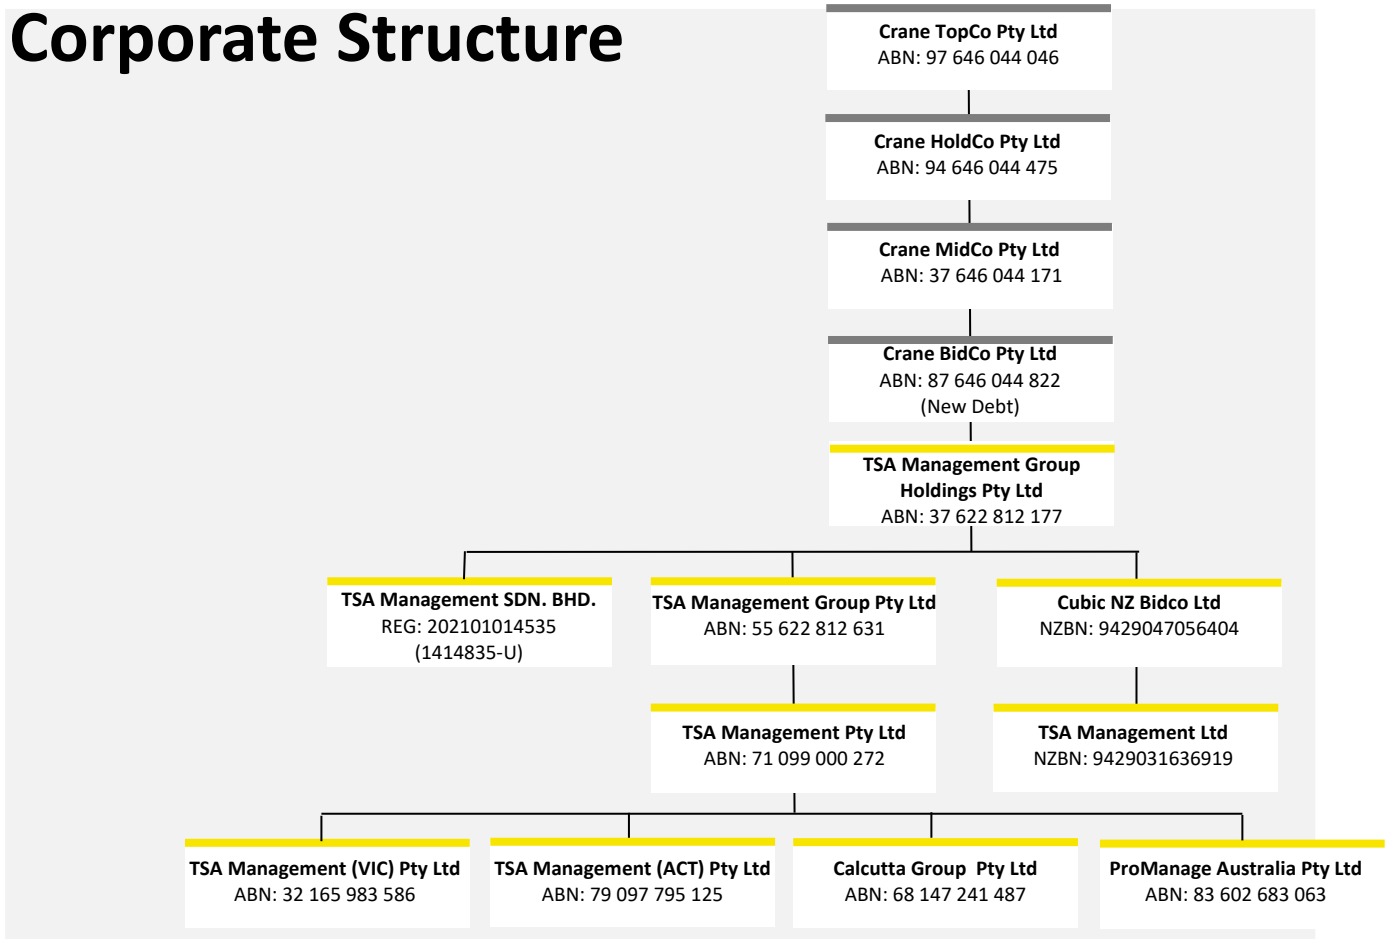 Corporate Structure
Crane TopCo Pty Ltd
ABN: 97 646 044 046
Crane HoldCo Pty Ltd
ABN: 94 646 044 475
Crane MidCo Pty Ltd
ABN: 37 646 044 171
Crane BidCo Pty Ltd
ABN: 87 646 044 822
(New Debt)
TSA Management Group
Holdings Pty Ltd
ABN: 37 622 812 177
TSA Management SDN. BHD.
REG: 202101014535
(1414835-U)
TSA Management Group Pty Ltd
ABN: 55 622 812 631
Cubic NZ Bidco Ltd
NZBN: 9429047056404
TSA Management Pty Ltd
ABN: 71 099 000 272
TSA Management Ltd
NZBN: 9429031636919
TSA Management (VIC) Pty Ltd
ABN: 32 165 983 586
TSA Management (ACT) Pty Ltd
ABN: 79 097 795 125
Calcutta Group  Pty Ltd
ABN: 68 147 241 487
ProManage Australia Pty Ltd
ABN: 83 602 683 063